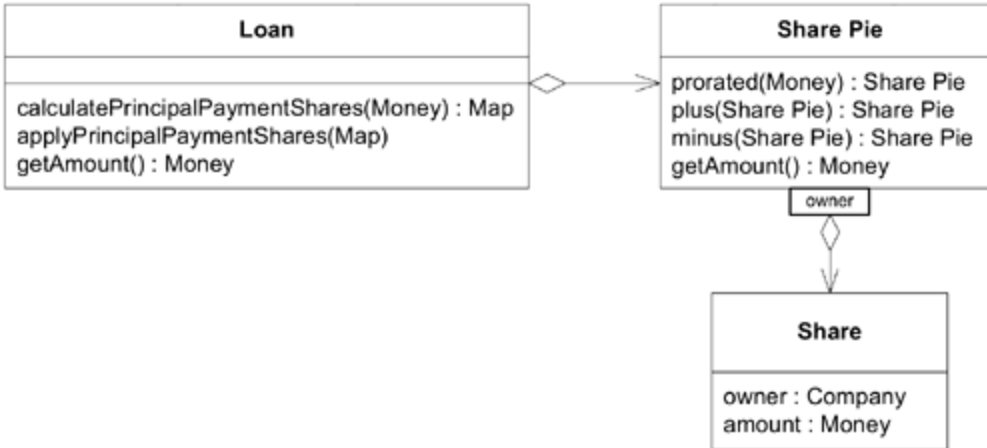 Loan
calculatePrincipalPaymentShares(Money) : Map
applyPrincipalPaymentShares(Map)
getAmount() : Money
Share Pie
prorated(Money) : Share Pie
plus(Share Pie) : Share Pie
minus(Share Pie) : Share Pie
getAmount() : Money
owner
Share
owner : Company
amount : Money